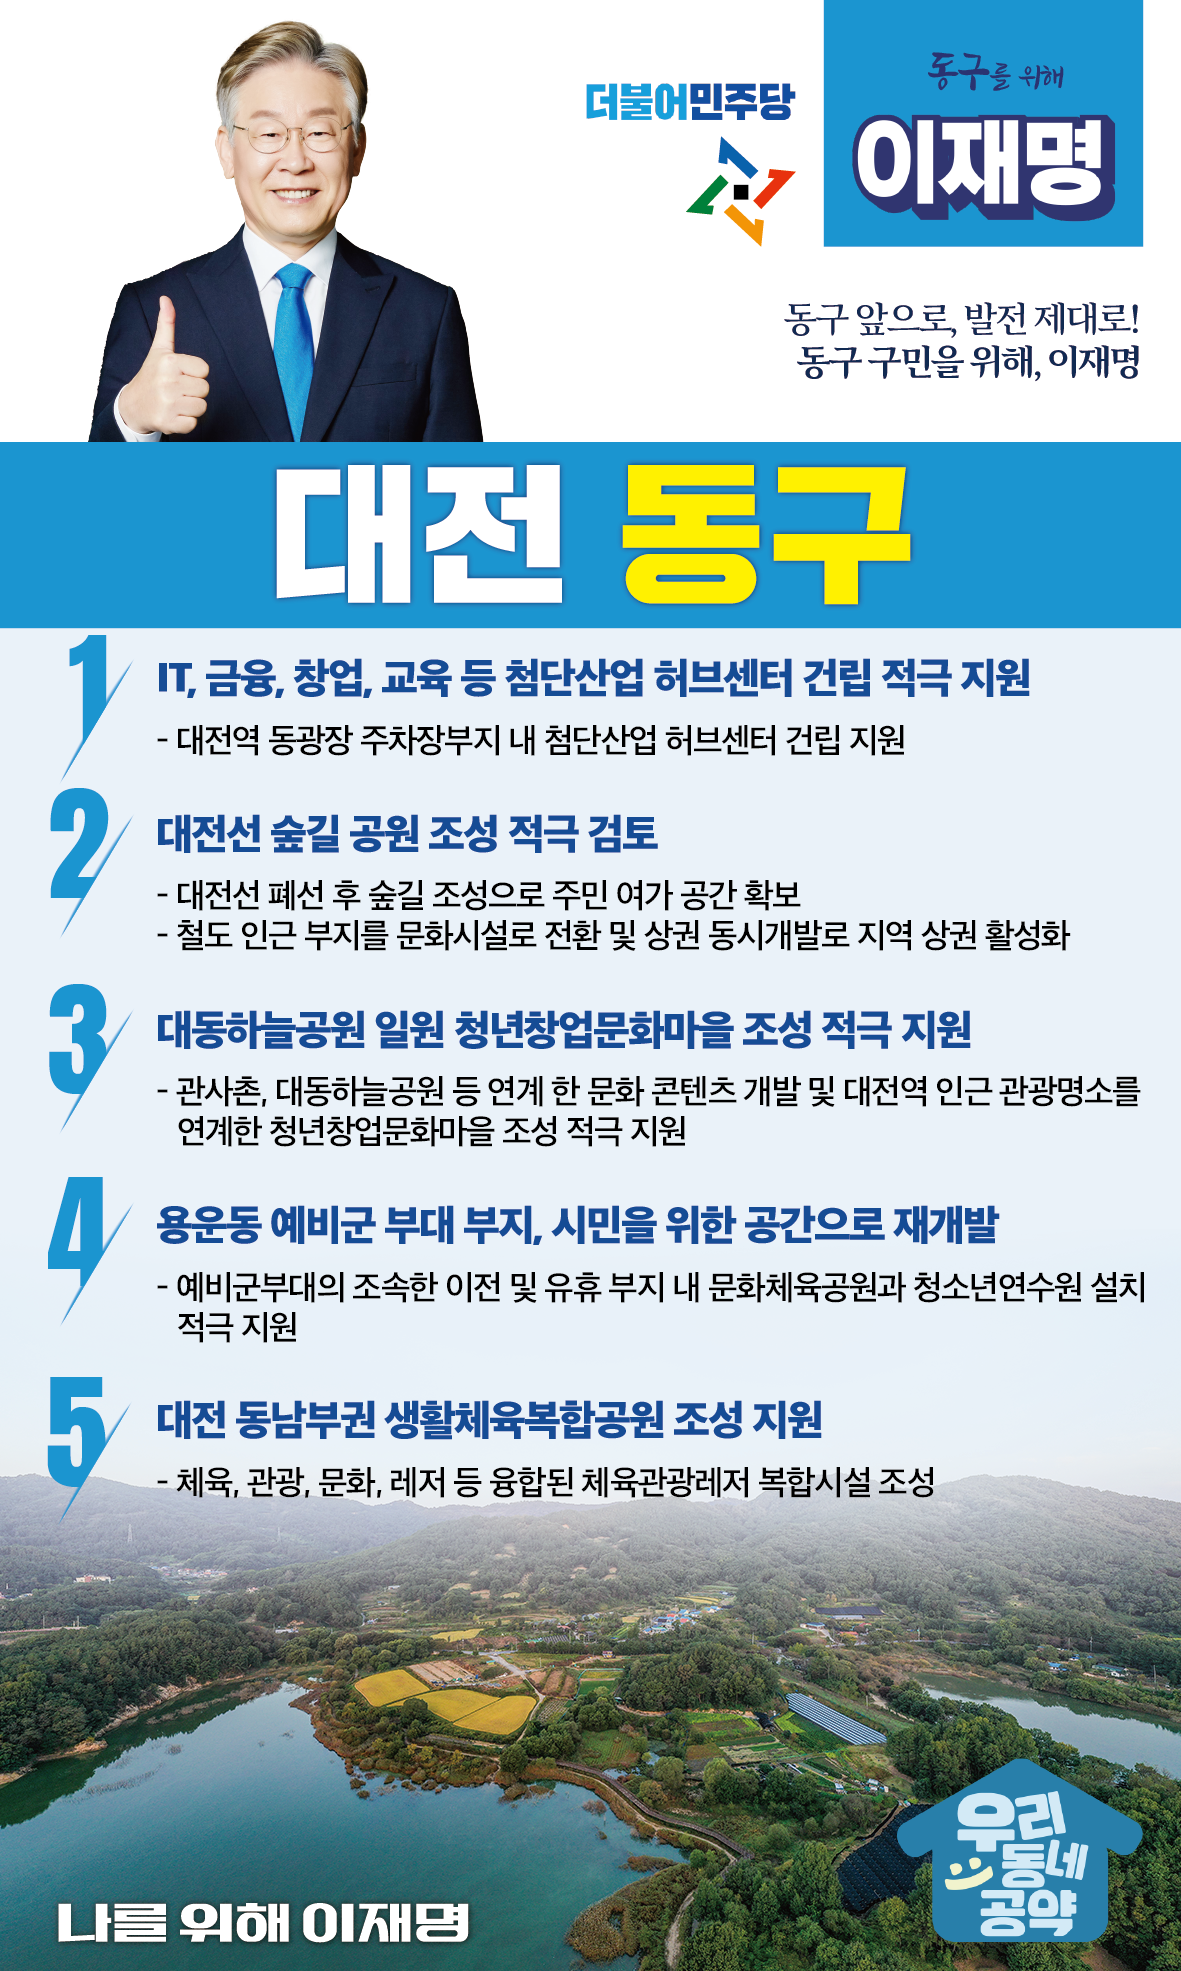 더불어민주당
동구를 위해
이재명
동구 앞으로, 발전 제대로!
동구 구민을 위해, 이재명
대전 동구
1
IT, 금융, 창업, 교육 등 첨단산업 허브센터 건립 적극 지원
- 대전역 동광장 주차장부지 내 첨단산업 허브센터 건립 지원
2
대전선 숲길 공원 조성 적극 검토
- 대전선 폐선 후 숲길 조성으로 주민 여가 공간 확보
- 철도 인근 부지를 문화시설로 전환 및 상권 동시개발로 지역 상권 활성화
3
대동하늘공원 일원 청년창업문화마을 조성 적극 지원
- 관사촌, 대동하늘공원 등 연계 한 문화 콘텐츠 개발 및 대전역 인근 관광명소를
연계한 청년창업문화마을 조성 적극 지원
4
용운동 예비군 부대 부지, 시민을 위한 공간으로 재개발
- 예비군부대의 조속한 이전 및 유휴 부지 내 문화체육공원과 청소년연수원 설치
적극 지원
5
대전 동남부권 생활체육복합공원 조성 지원
- 체육, 관광, 문화, 레저 등 융합된 체육관광레저 복합시설 조성
우리
동네
공약
나를 위해 이재명